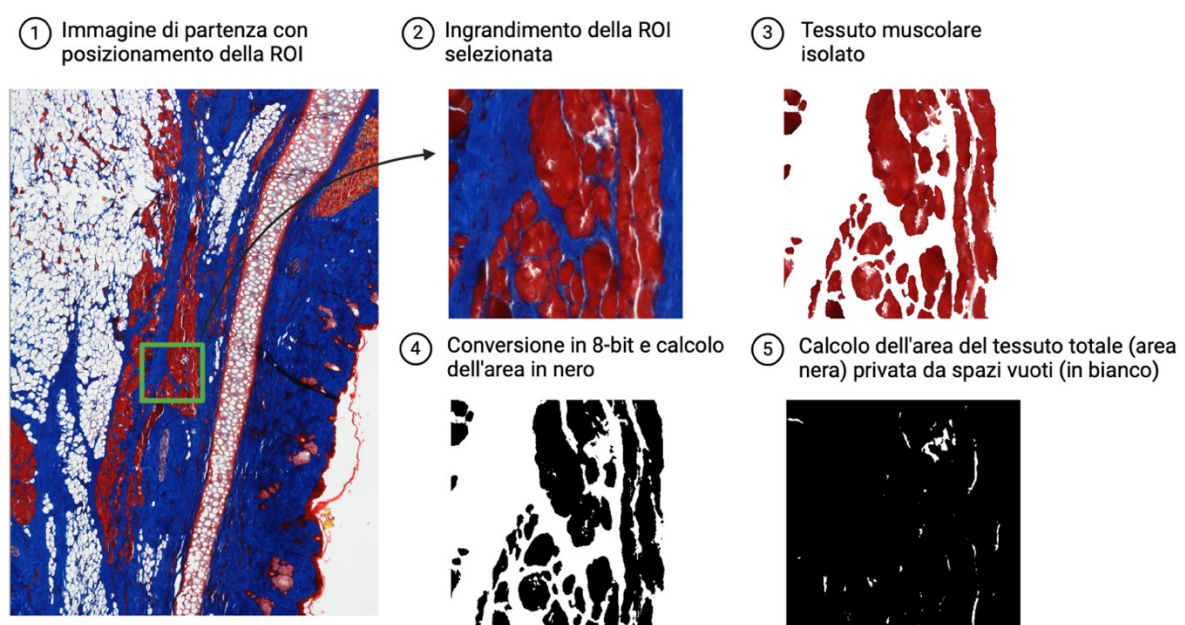 1 Immagine di partenza con
posizionamento della ROI
2 Ingrandimento della ROI
selezionata
3 Tessuto muscolare
isolato
4 Conversione in 8-bit e calcolo
dell'area in nero
5 Calcolo dell'area del tessuto totale (area
nera) privata da spazi vuoti (in bianco)